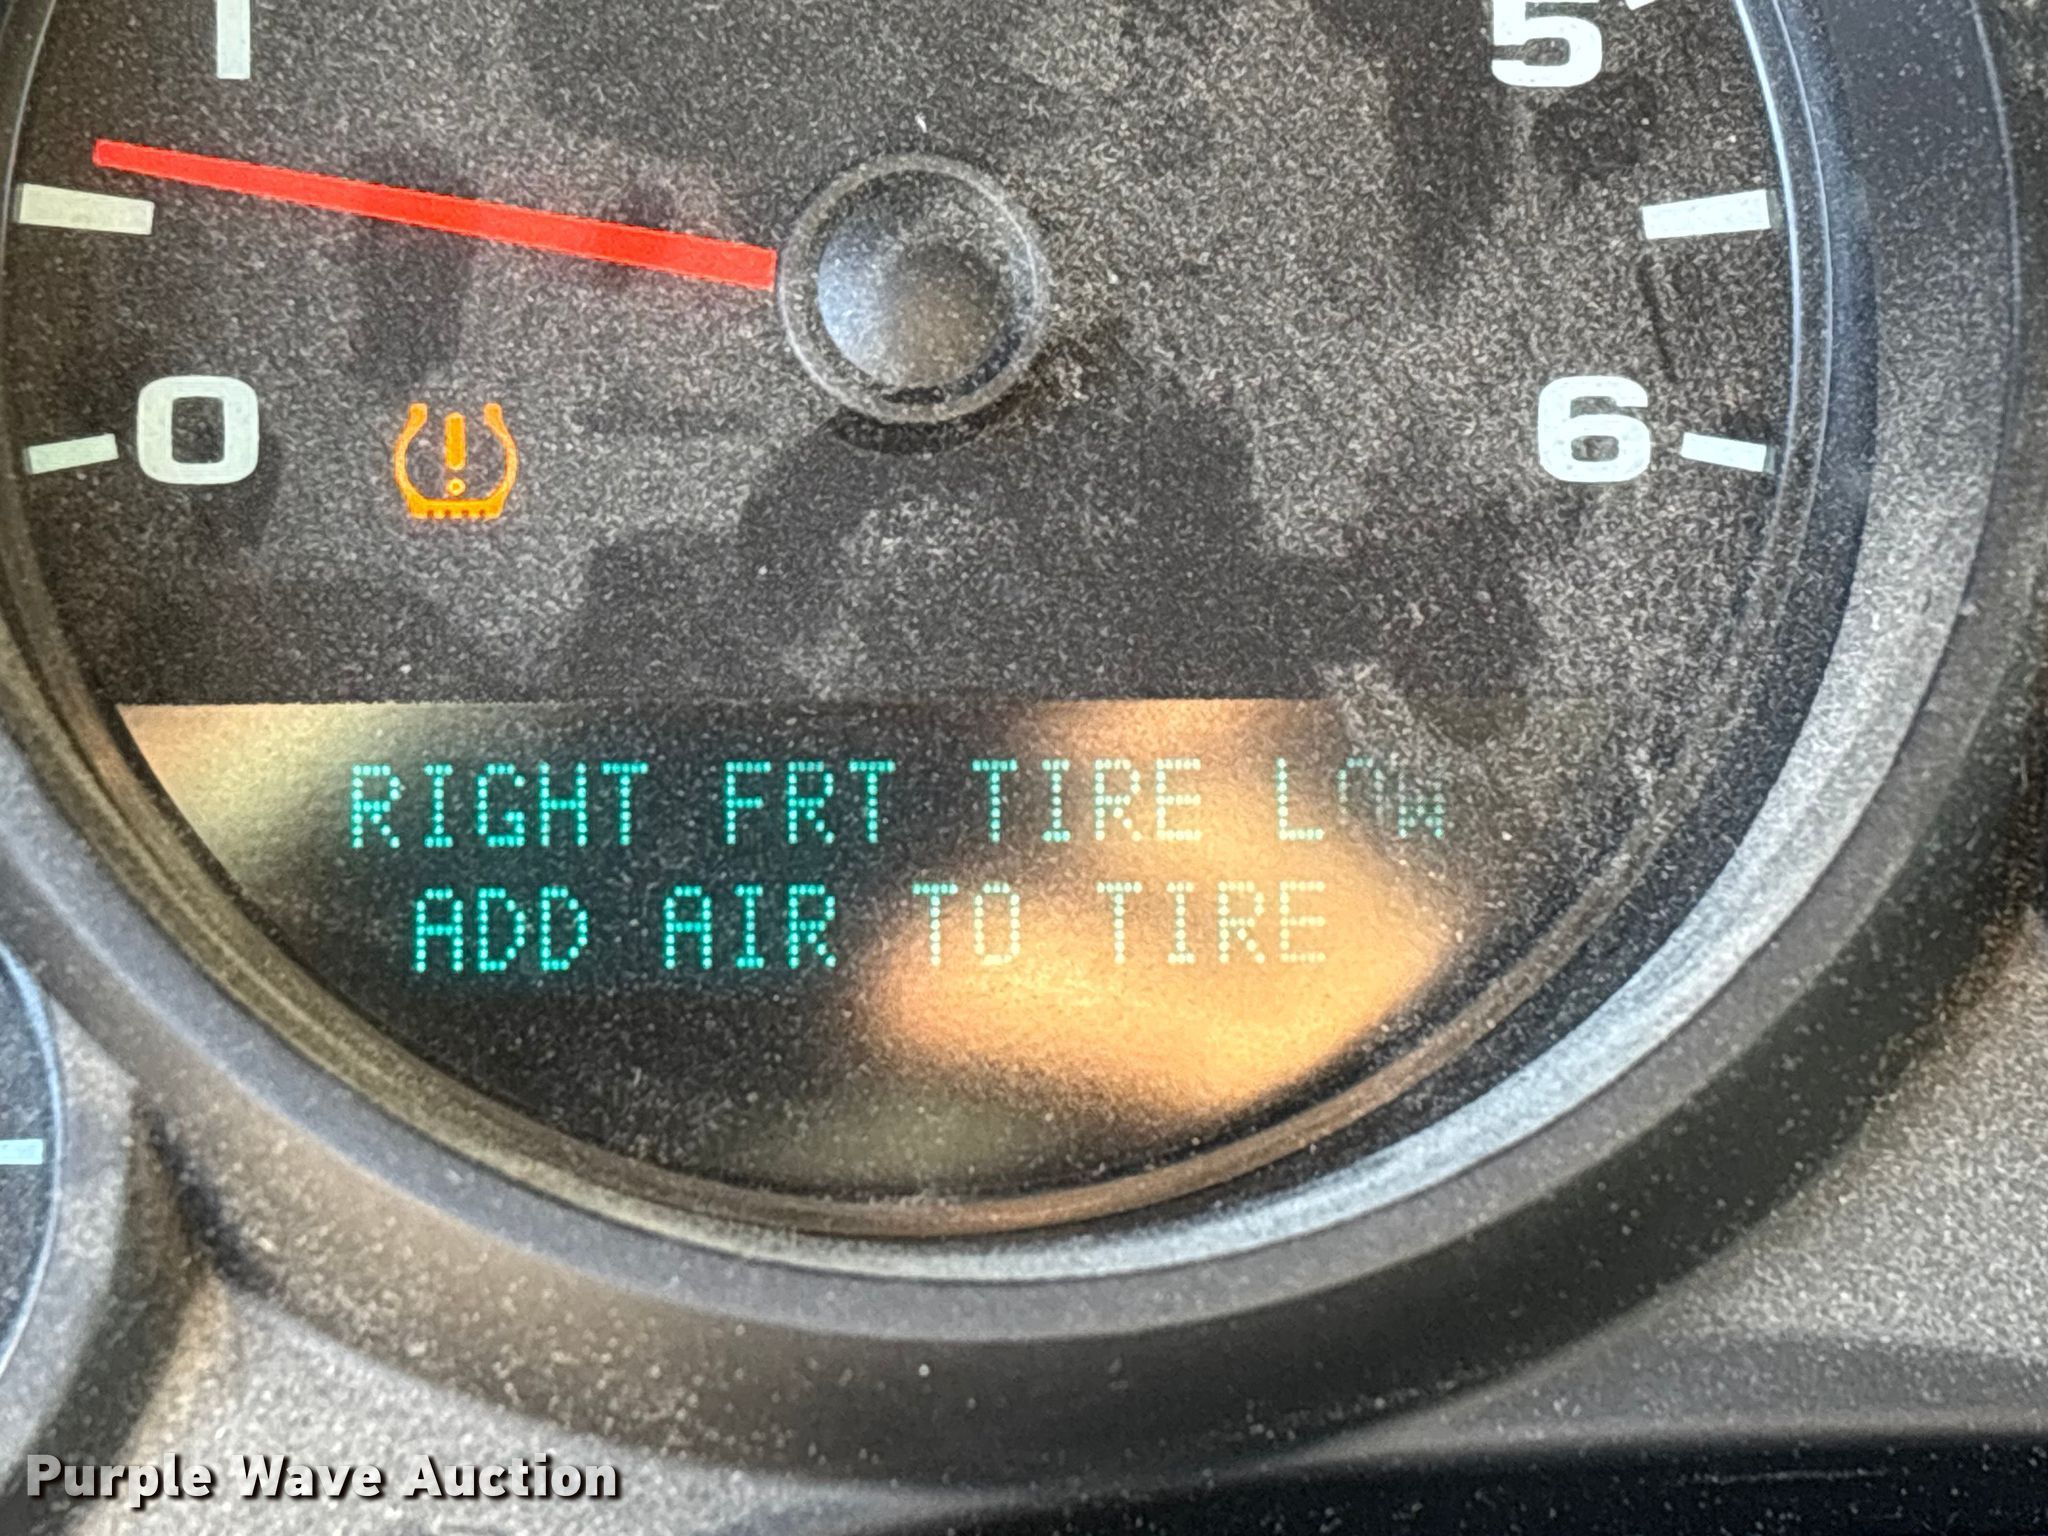 1
5
0
6
RIGHT FRT TIRE LOW
ADD AIR TO TIRE
Purple Wave Auction